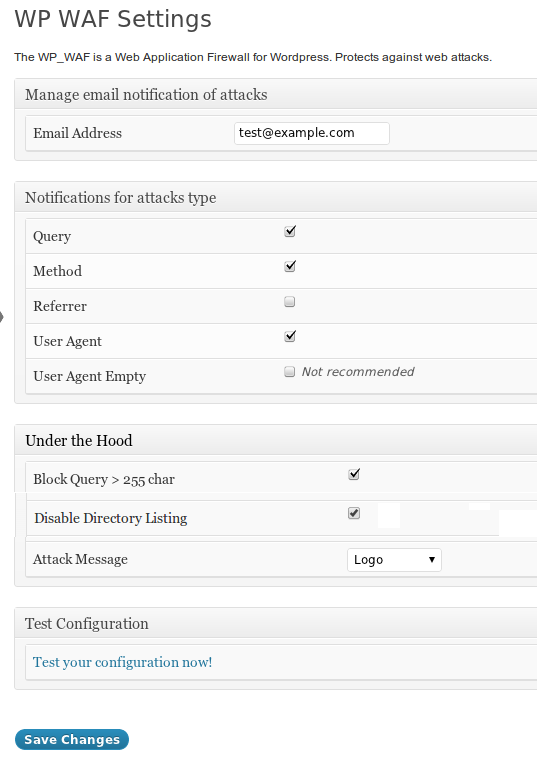 WP WAF Settings
The WP_WAF is a Web Application Firewall for Wordpress. Protects against web attacks.
Manage email notification of attacks
Email Address test@example.com
Notifications for attacks type
Query
Method
Referrer
User Agent
User Agent Empty Not recommended
Under the Hood
Block Query > 255 char
Disable Directory Listing
Attack Message Logo
Test Configuration
Test your configuration now!
Save Changes